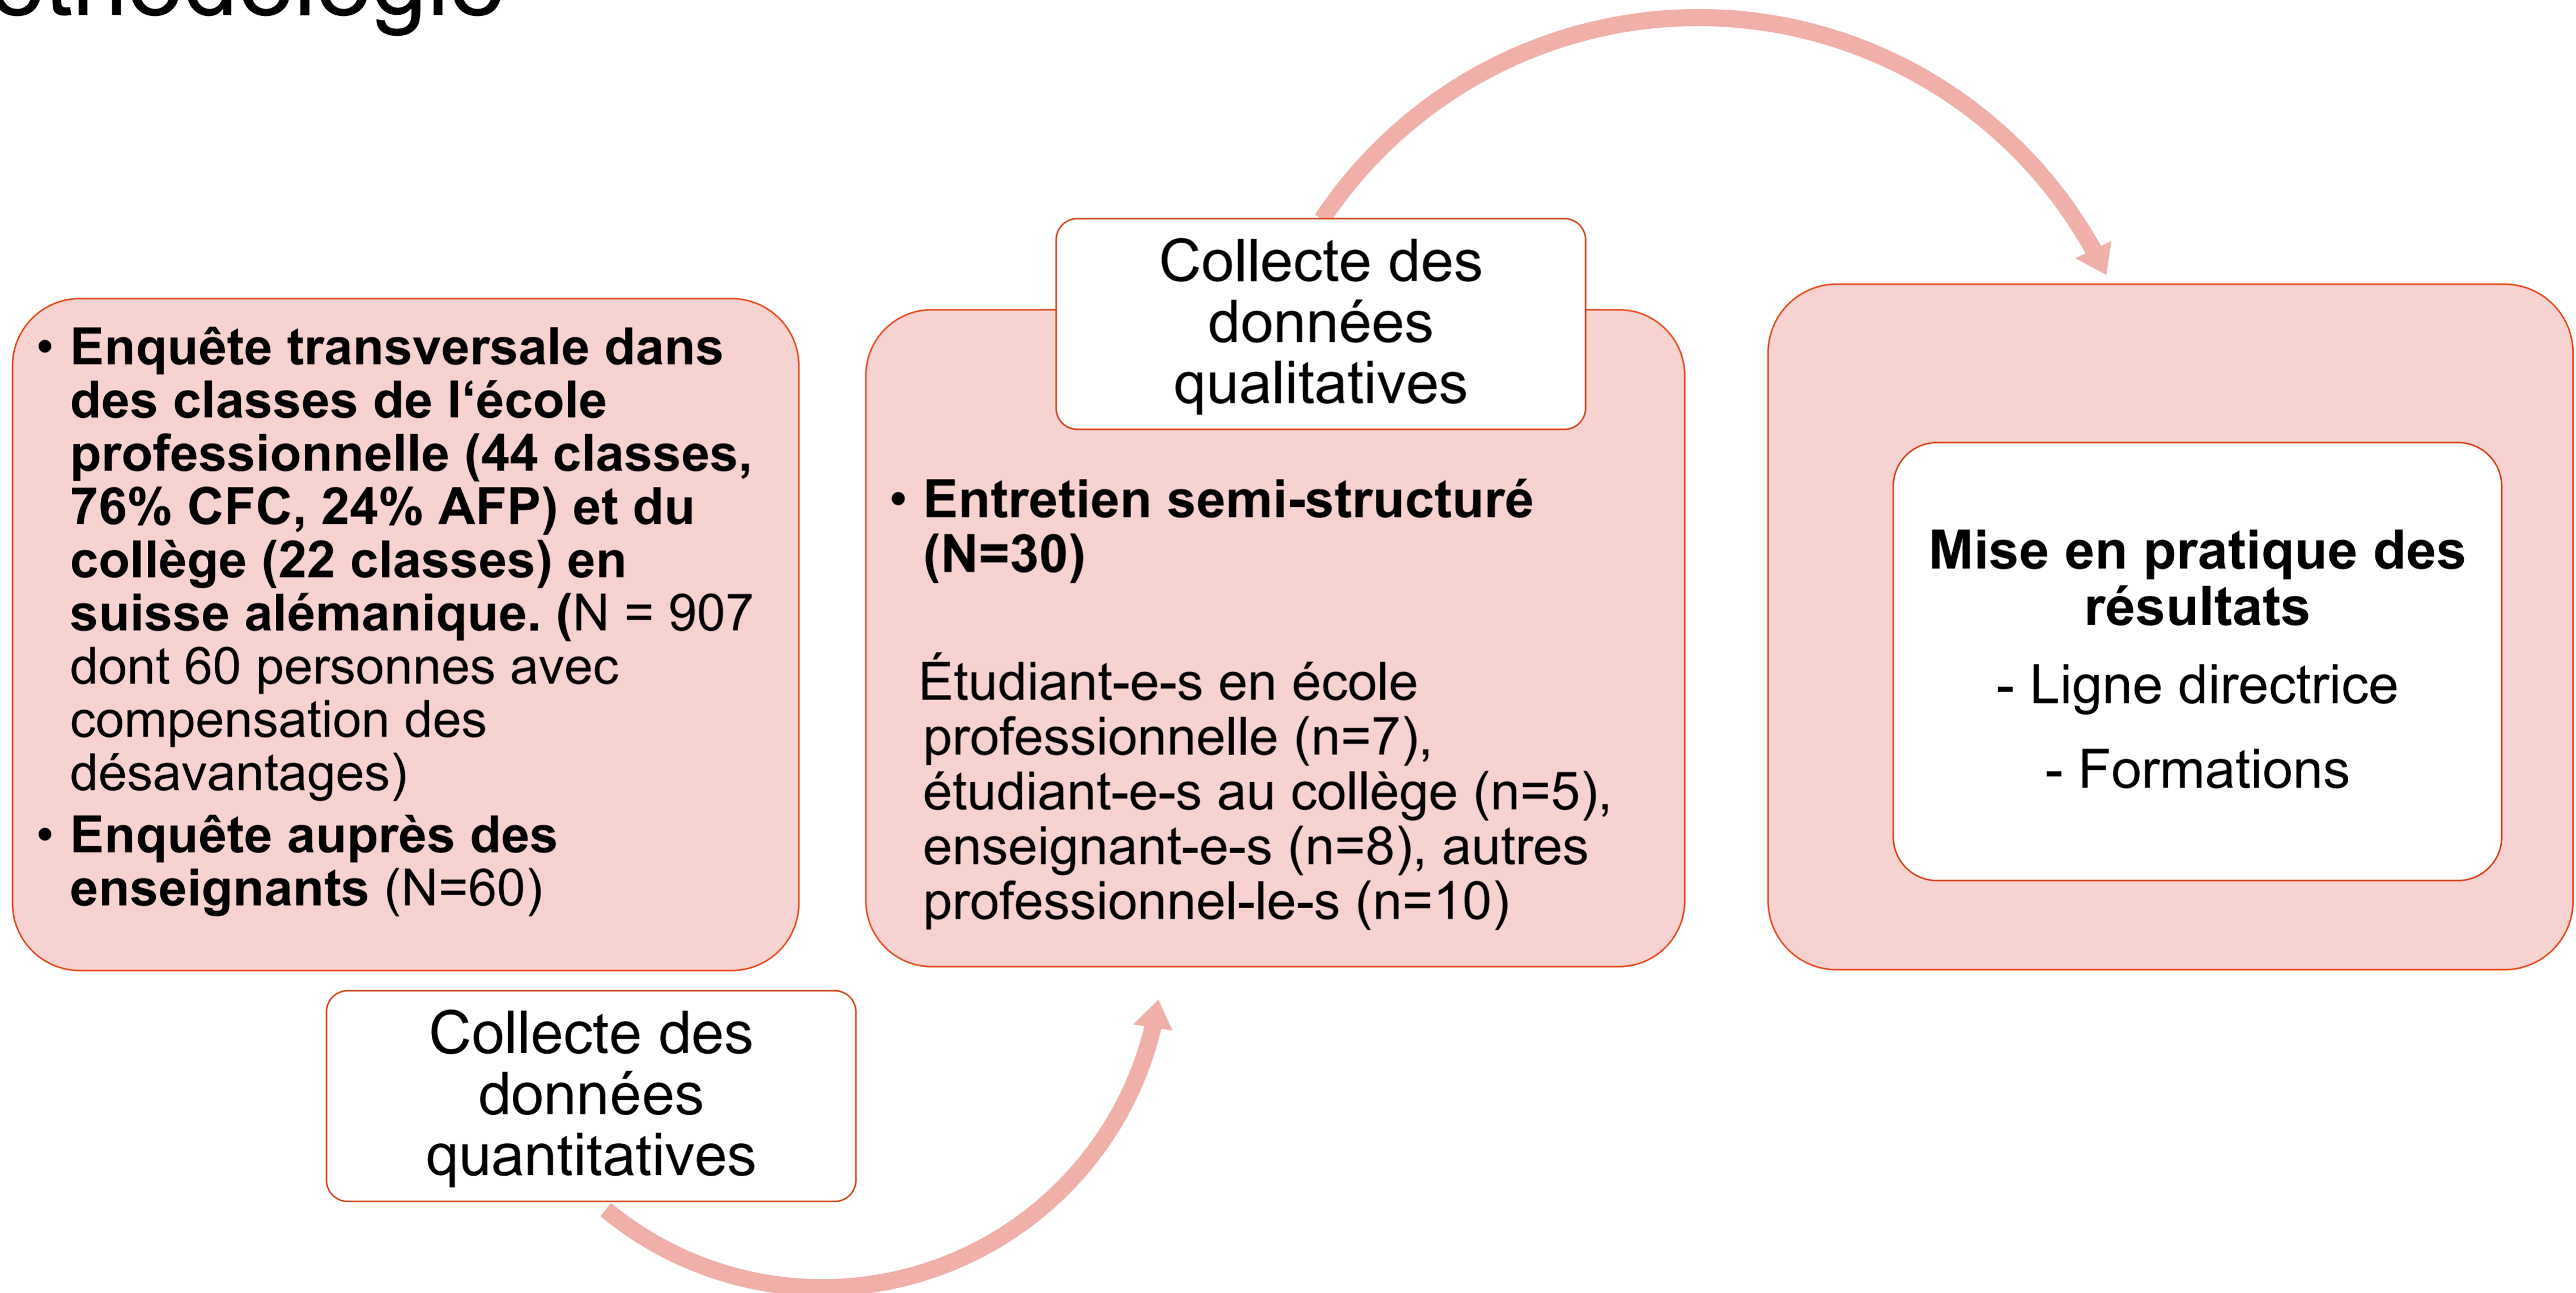 • Enquête transversale dans
des classes de l‘école
professionnelle (44 classes,
76% CFC, 24% AFP) et du
collège (22 classes) en
suisse alémanique. (N = 907
dont 60 personnes avec
compensation des
désavantages)
• Enquête auprès des
enseignants (N=60)
Collecte des
données
quantitatives
Collecte des
données
qualitatives
• Entretien semi-structuré
(N=30)
Étudiant-e-s en école
professionnelle (n=7),
étudiant-e-s au collège (n=5),
enseignant-e-s (n=8), autres
professionnel-le-s (n=10)
Mise en pratique des
résultats
- Ligne directrice
- Formations